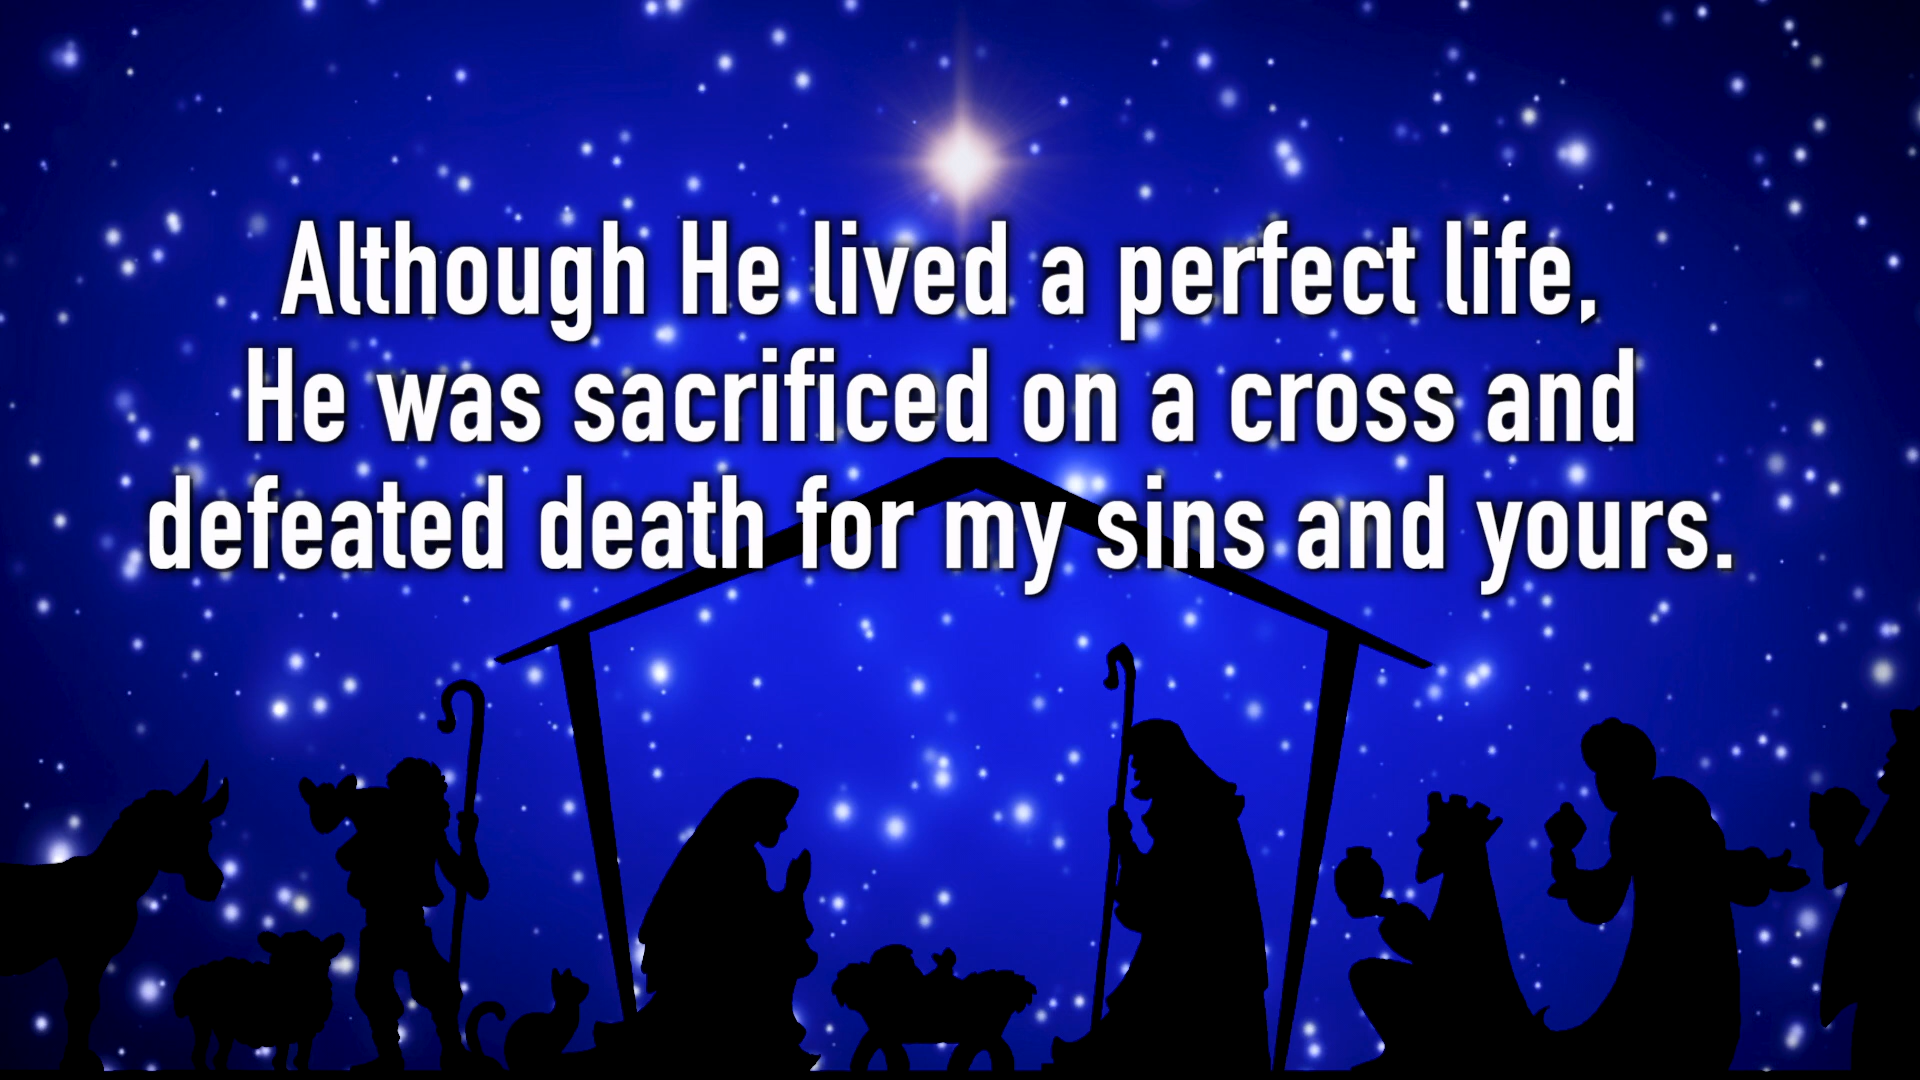 Although He lived a perfect life,
He was sacrificed on a cross and
defeated death for my sins and yours.